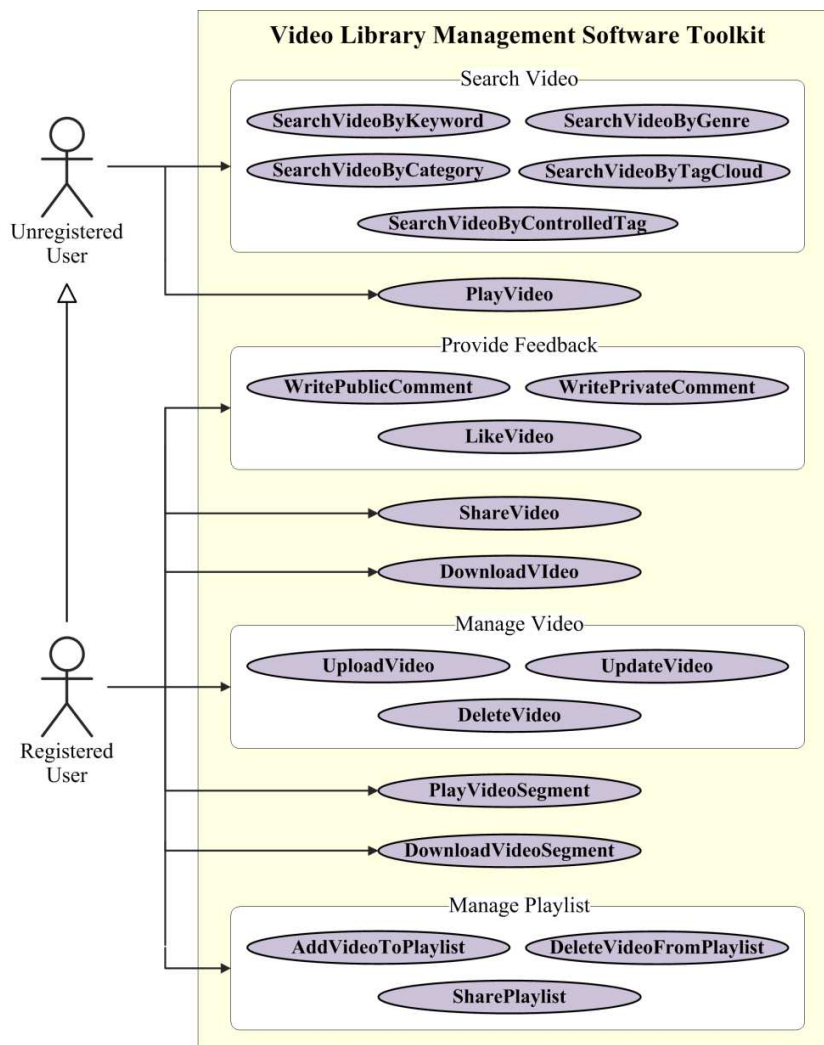 Video Library Management Software Toolkit
Search Video
SearchVideoByKeyword
SearchVideoByGenre
SearchVideoByCategory
SearchVideoByTagCloud
SearchVideoByControlledTag
Unregistered
User
PlayVideo
Provide Feedback
WritePublicComment
WritePrivateComment
LikeVideo
ShareVideo
DownloadVIdeo
Manage Video
UploadVideo
UpdateVideo
DeleteVideo
Registered
User
PlayVideoSegment
DownloadVideoSegment
Manage Playlist
AddVideoToPlaylist
DeleteVideoFromPlaylist
SharePlaylist